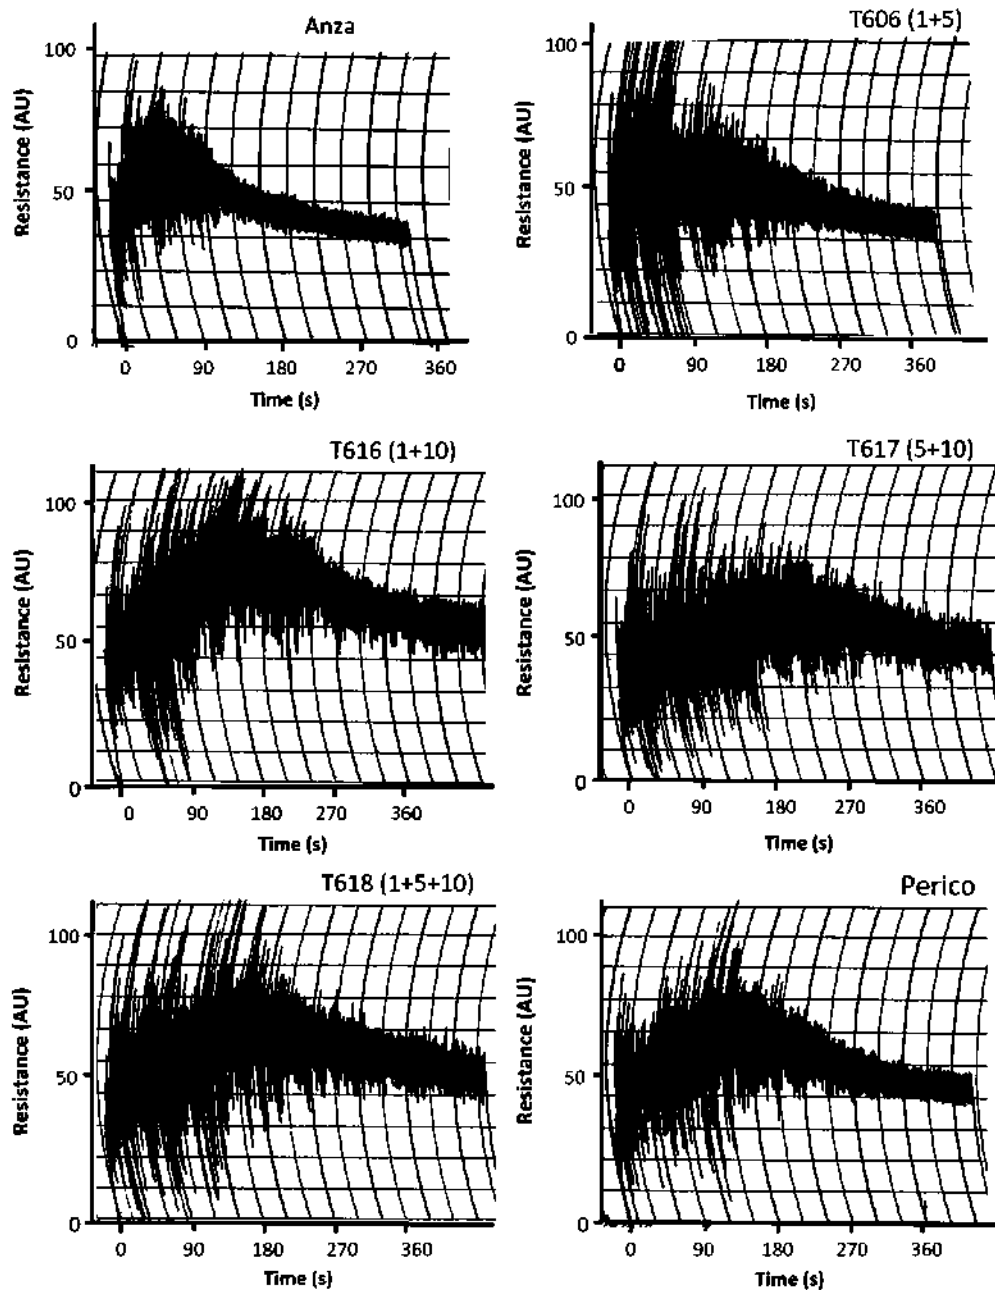 Anza
Resistance (AU)
100
50
0
0 90 180 270 360
Time (s)
T606 (1+5)
Resistance (AU)
100
50
0
0 90 180 270 360
Time (s)
T616 (1+10)
Resistance (AU)
100
50
0
0 90 180 270 360
Time (s)
T617 (5+10)
Resistance (AU)
100
50
0
0 90 180 270 360
Time (s)
T618 (1+5+10)
Resistance (AU)
100
50
0
0 90 180 270 360
Time (s)
Perico
Resistance (AU)
100
50
0
0 90 180 270 360
Time (s)